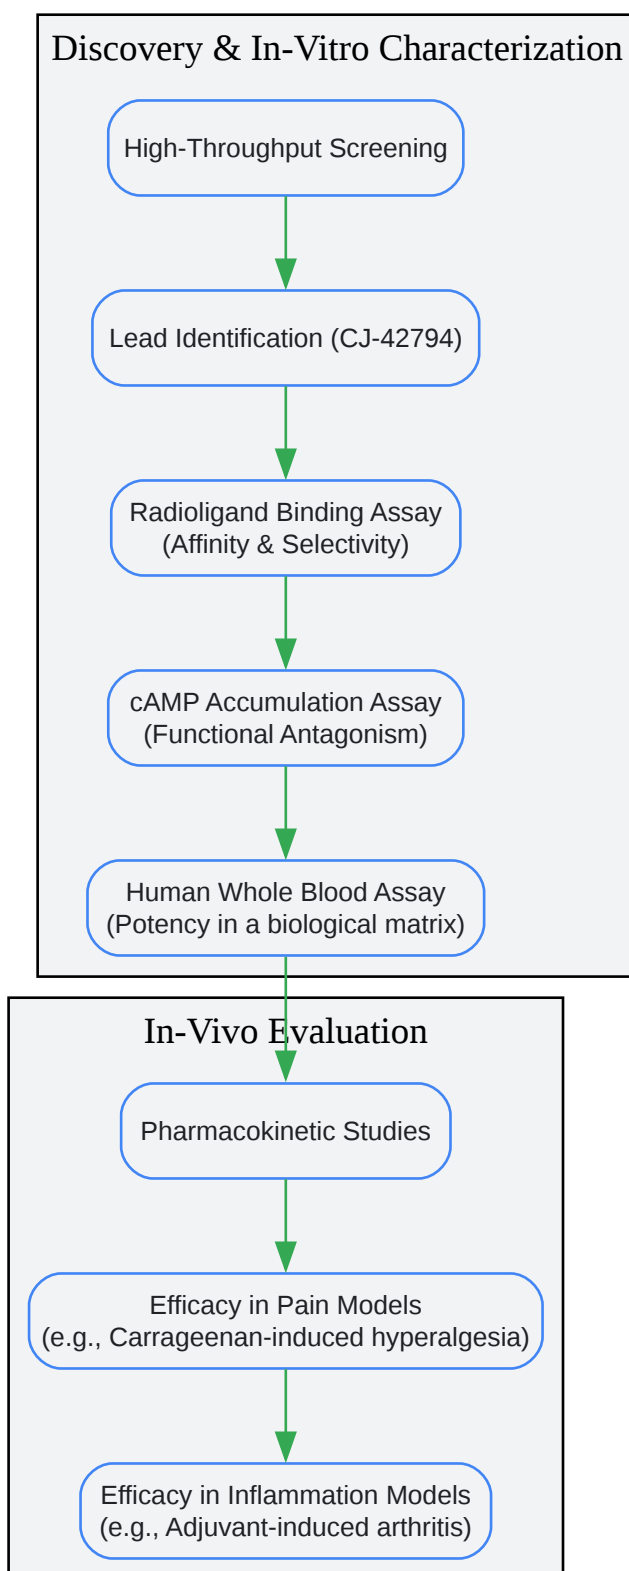 Discovery & In-Vitro Characterization
High-Throughput Screening
Lead Identification (CJ-42794)
Radioligand Binding Assay
(Affinity & Selectivity)
cAMP Accumulation Assay
(Functional Antagonism)
Human Whole Blood Assay
(Potency in a biological matrix)
In-Vivo Evaluation
Pharmacokinetic Studies
Efficacy in Pain Models
(e.g., Carrageenan-induced hyperalgesia)
Efficacy in Inflammation Models
(e.g., Adjuvant-induced arthritis)